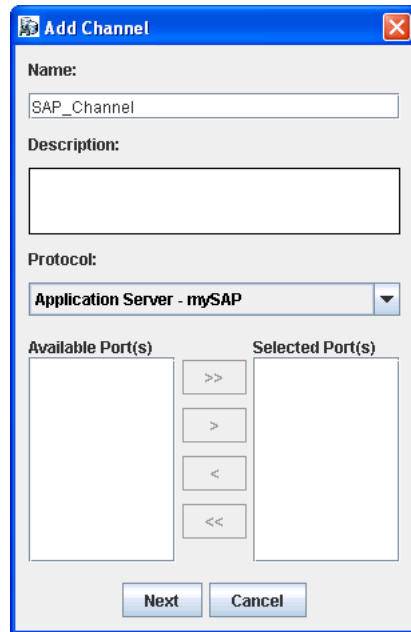 Add Channel
Name:
SAP_Channel
Description:
Protocol:
Application Server - mySAP
Available Port(s) Selected Port(s)
>>
>
<
<<
Next Cancel